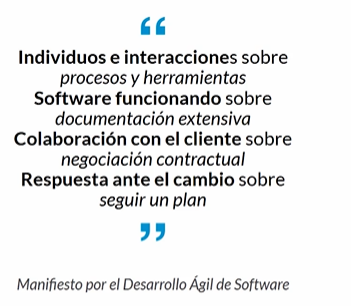 “
Individuos e interacciones sobre
procesos y herramientas
Software funcionando sobre
documentación extensiva
Colaboración con el cliente sobre
negociación contractual
Respuesta ante el cambio sobre
seguir un plan
”
Manifiesto por el Desarrollo Ágil de Software